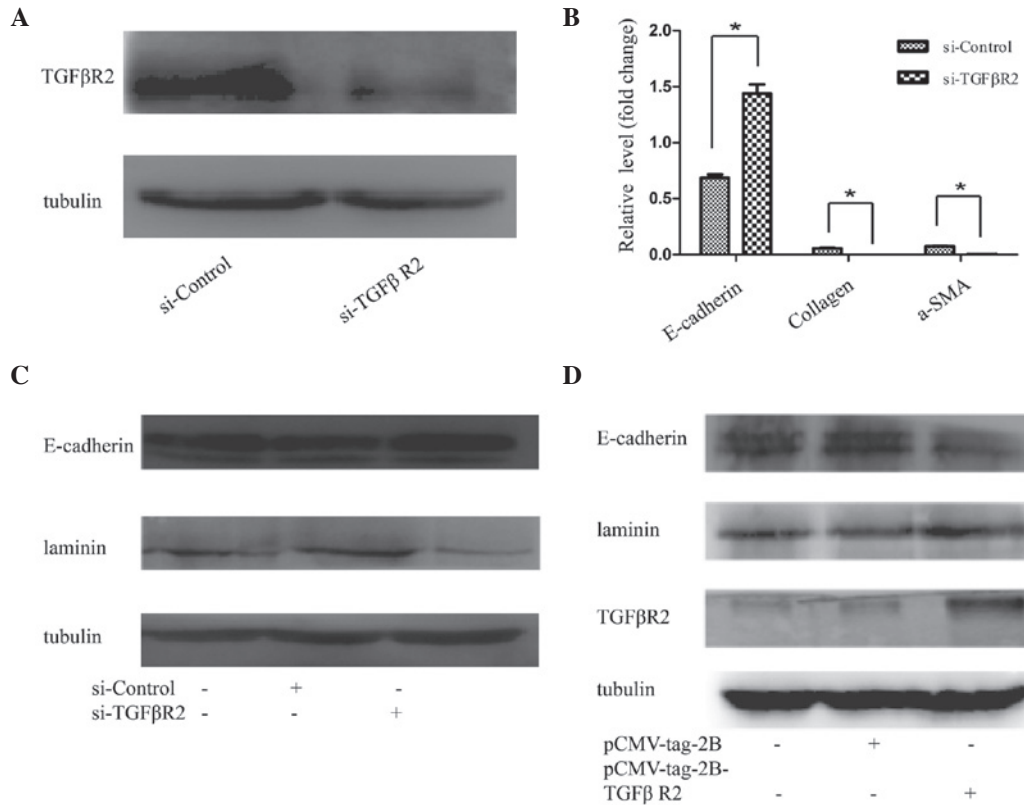 A
TGFβR2
tubulin
si-Control
si-TGFβ R2
B
Relative level (fold change)
2.0
1.5
1.0
0.5
0.0
* * *
si-Control
si-TGFβR2
E-cadherin
Collagen
a-SMA
C
E-cadherin
laminin
tubulin
si-Control - + -
si-TGFβR2 - - +
D
E-cadherin
laminin
TGFβR2
tubulin
pCMV-tag-2B - + -
pCMV-tag-2B-
TGFβ R2 - - +